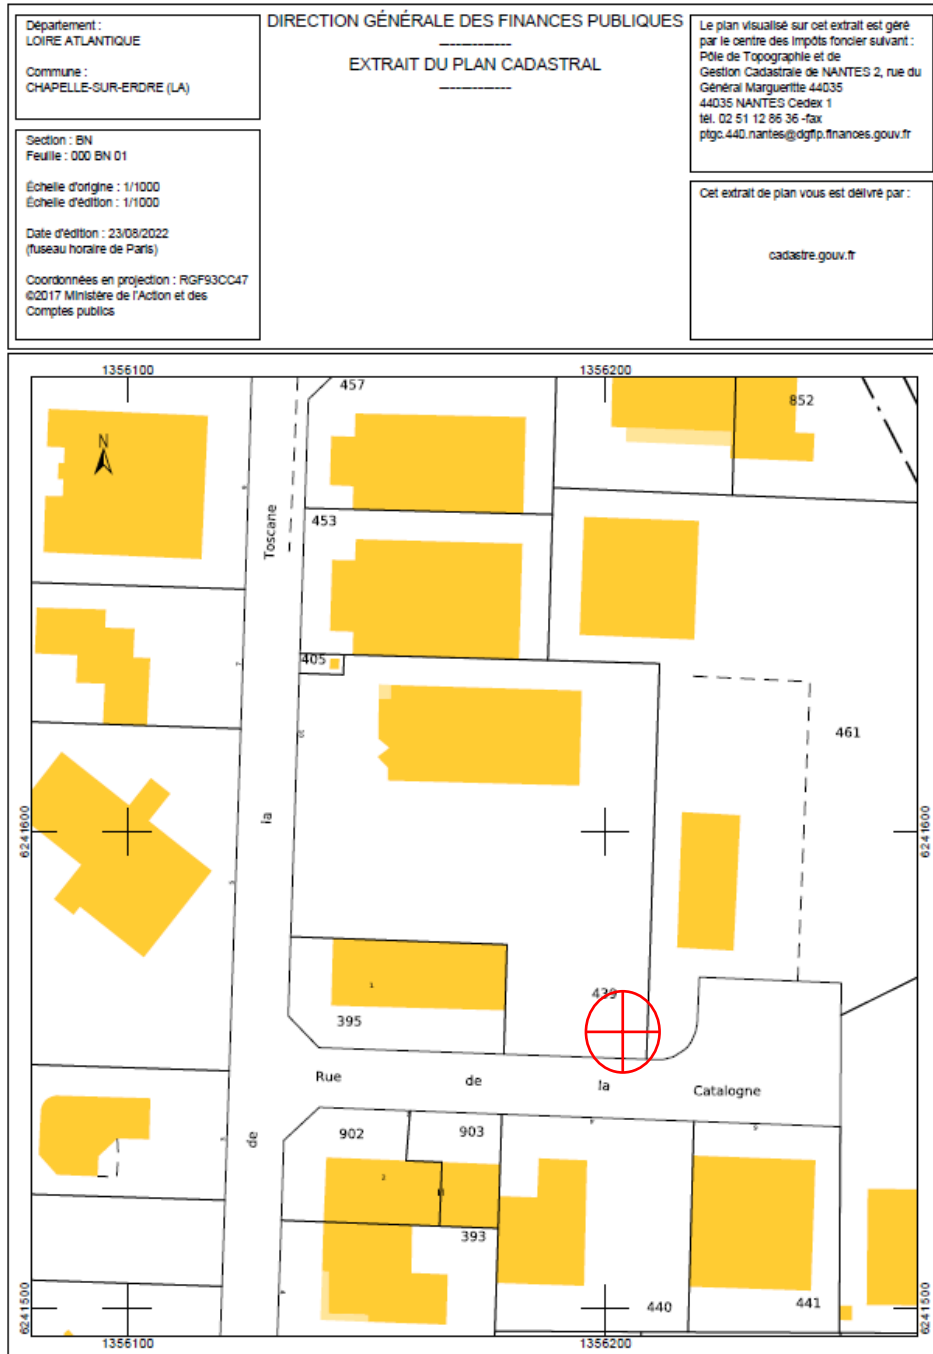 Département :
LOIRE ATLANTIQUE
Commune :
CHAPELLE-SUR-ERDRE (LA)
Section : BN
Feuille : 000 BN 01
Échelle d'origine : 1/1000
Échelle d'édition : 1/1000
Date d'édition : 23/08/2022
(fuseau horaire de Paris)
Coordonnées en projection : RGF93CC47
©2017 Ministère de l'Action et des
Comptes publics
DIRECTION GÉNÉRALE DES FINANCES PUBLIQUES
EXTRAIT DU PLAN CADASTRAL
Le plan visualisé sur cet extrait est géré
par le centre des impôts foncier suivant :
Pôle de Topographie et de
Gestion Cadastrale de NANTES 2, rue du
Général Margueritte 44035
44035 NANTES Cedex 1
tél. 02 51 12 86 36 -fax
ptgc.440.nantes@dgfip.finances.gouv.fr
Cet extrait de plan vous est délivré par :
cadastre.gouv.fr
1356100
1356200
457
852
N
453
Toscane
405
461
la
6241600
6241600
439
1
395
Rue de la Catalogne
de
902
903
2
393
440
441
6241500
6241500
1356100
1356200